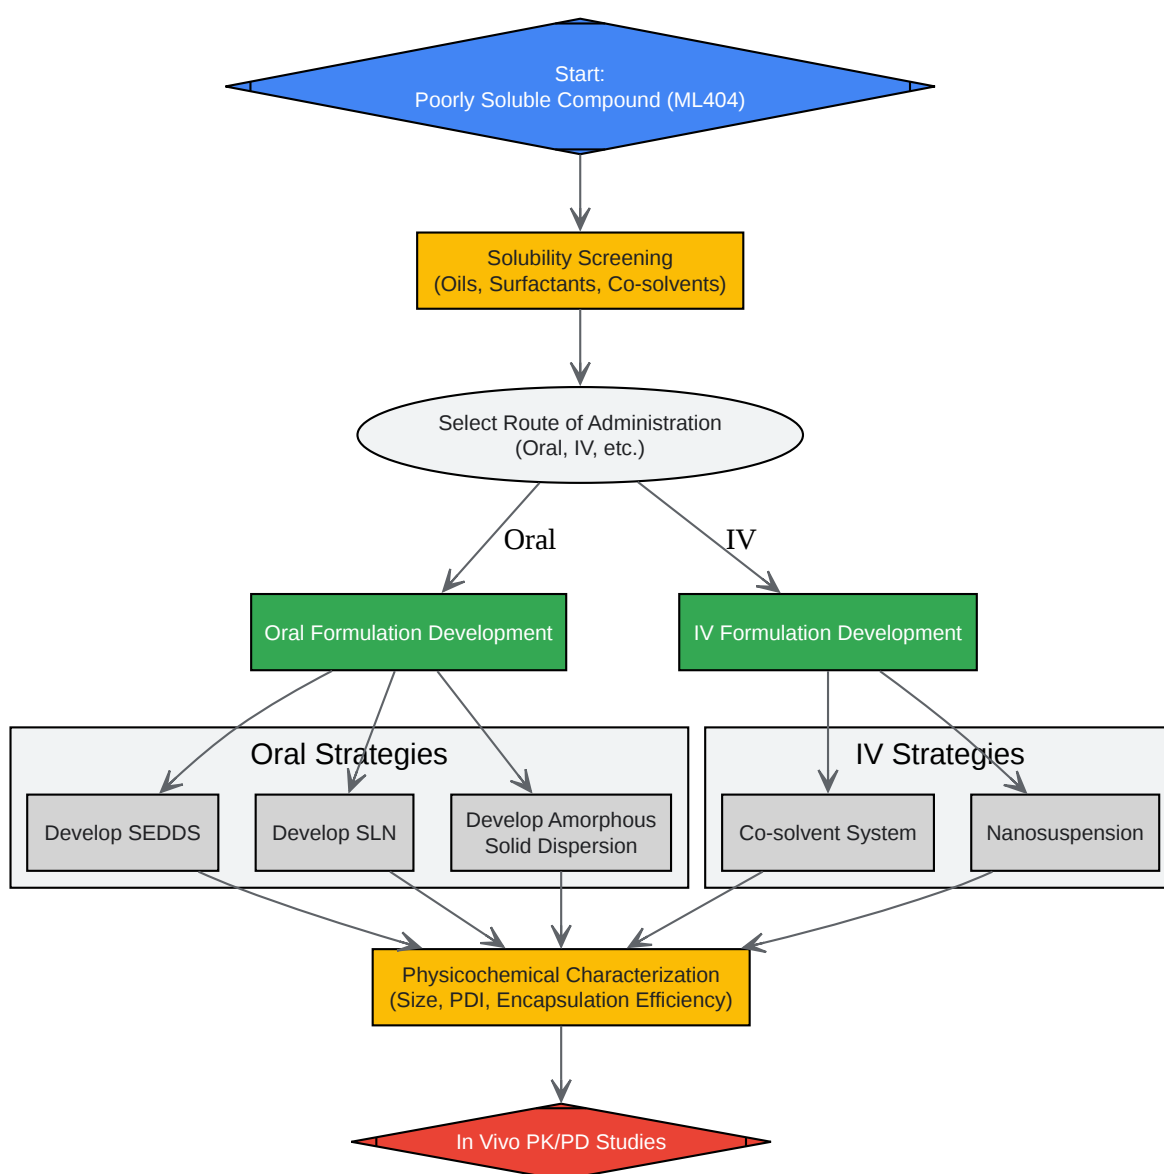 Start:
Poorly Soluble Compound (ML404)
Solubility Screening
(Oils, Surfactants, Co-solvents)
Select Route of Administration
(Oral, IV, etc.)
Oral
IV
Oral Formulation Development
IV Formulation Development
Oral Strategies
IV Strategies
Develop SEDDS
Develop SLN
Develop Amorphous
Solid Dispersion
Co-solvent System
Nanosuspension
Physicochemical Characterization
(Size, PDI, Encapsulation Efficiency)
In Vivo PK/PD Studies